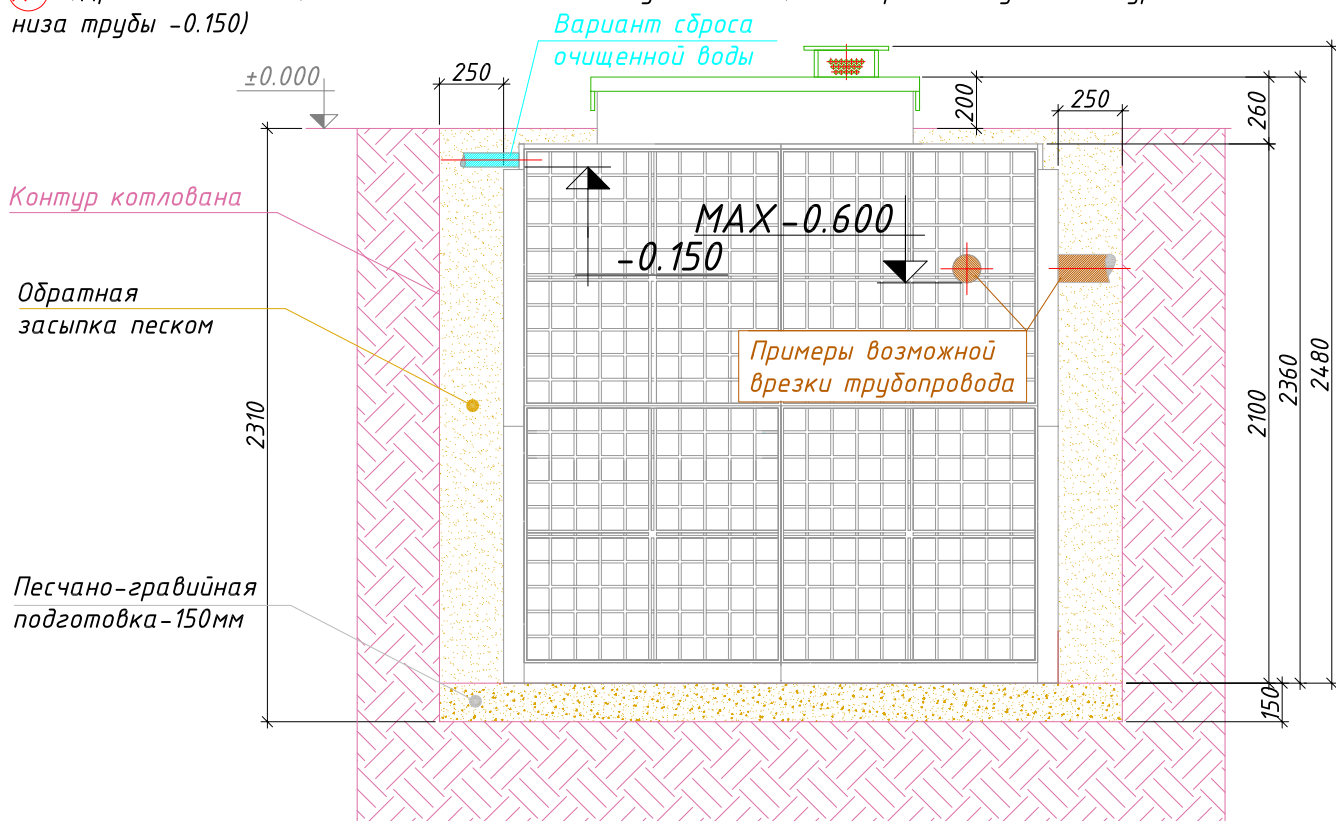 низа трубы -0.150)
Вариант сброса
очищенной воды
±0.000
250
200
250
260
Контур котлована
MAX-0.600
-0.150
Обратная
засыпка песком
Примеры возможной
врезки трубопровода
2310
2100
2360
2480
Песчано-гравийная
подготовка-150мм
150